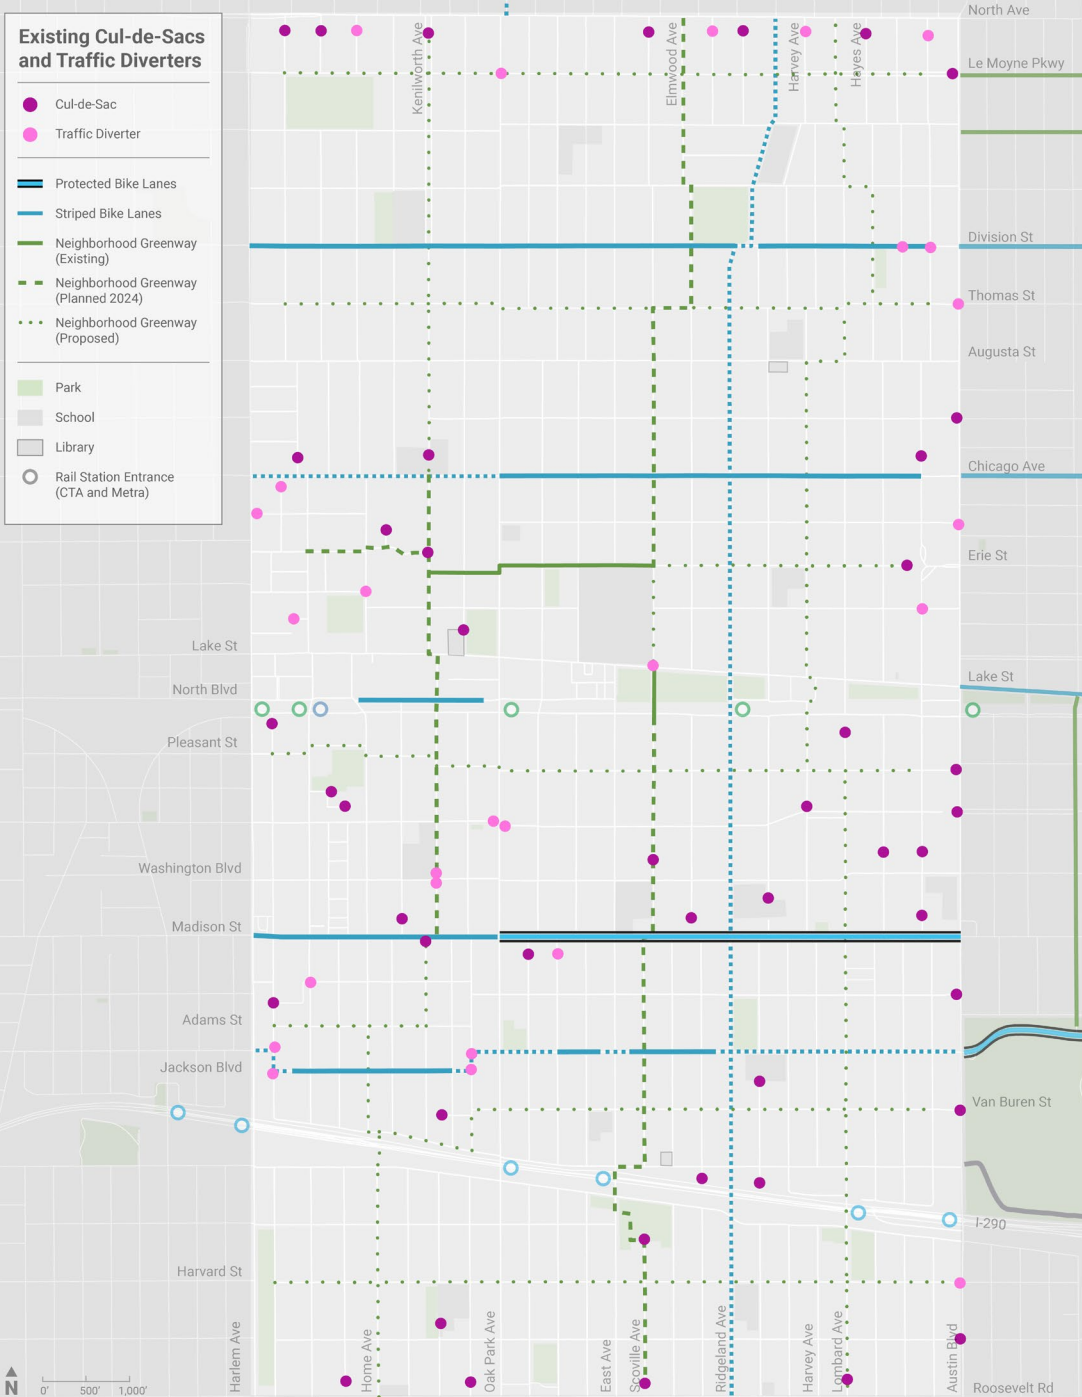 Existing Cul-de-Sacs
and Traffic Diverters
Cul-de-Sac
Traffic Diverter
Protected Bike Lanes
Striped Bike Lanes
Neighborhood Greenway
(Existing)
Neighborhood Greenway
(Planned 2024)
Neighborhood Greenway
(Proposed)
Park
School
Library
Rail Station Entrance
(CTA and Metra)
Kenilworth Ave
Elmwood Ave
Harvey Ave
Hayes Ave
North Ave
Le Moyne Pkwy
Division St
Thomas St
Augusta St
Chicago Ave
Erie St
Lake St
Lake St
North Blvd
Pleasant St
Washington Blvd
Madison St
Adams St
Jackson Blvd
Van Buren St
I-290
Harvard St
Harlem Ave
Home Ave
Oak Park Ave
East Ave
Scoville Ave
Ridgeland Ave
Harvey Ave
Lombard Ave
Austin Blvd
Roosevelt Rd
N
0' 500' 1,000'